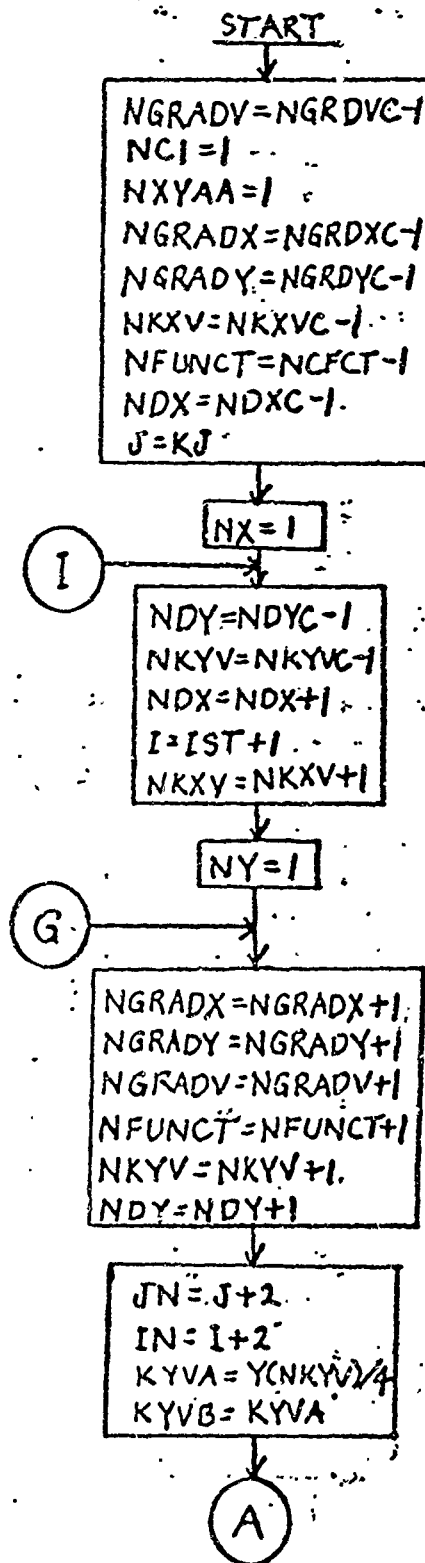 START
NGRADV=NGRDVC-1
NCI=1
NXYAA=1
NGRADX=NGRDXC-1
NGRADY=NGRDYC-1
NKXV=NKXVC-1
NFUNCT=NCFCT-1
NDX=NDXC-1
J=KJ
NX=1
I
NDY=NDYC-1
NKYV=NKYVC-1
NDX=NDX+1
I=IST+1
NKXV=NKXV+1
NY=1
G
NGRADX=NGRADX+1
NGRADY=NGRADY+1
NGRADV=NGRADV+1
NFUNCT=NFUNCT+1
NKYV=NKYV+1
NDY=NDY+1
JN=J+2
IN=I+2
KYVA=Y(NKYV)/4
KYVB=KYVA
A